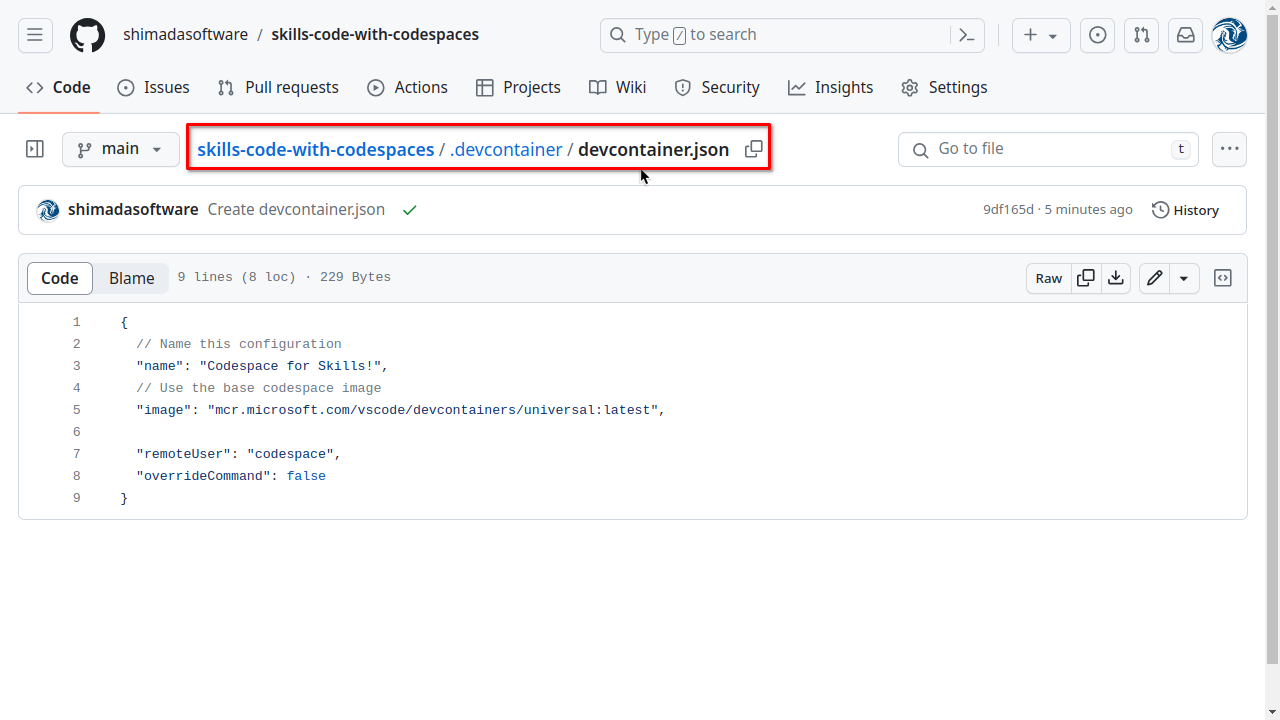 shimadasoftware / skills-code-with-codespaces
Type / to search
Code Issues Pull requests Actions Projects Wiki Security Insights Settings
main
skills-code-with-codespaces / .devcontainer / devcontainer.json
Go to file t
shimadasoftware Create devcontainer.json
9df165d · 5 minutes ago History
Code Blame 9 lines (8 loc) · 229 Bytes
Raw
1 {
2 // Name this configuration
3 "name": "Codespace for Skills!",
4 // Use the base codespace image
5 "image": "mcr.microsoft.com/vscode/devcontainers/universal:latest",
6
7 "remoteUser": "codespace",
8 "overrideCommand": false
9 }